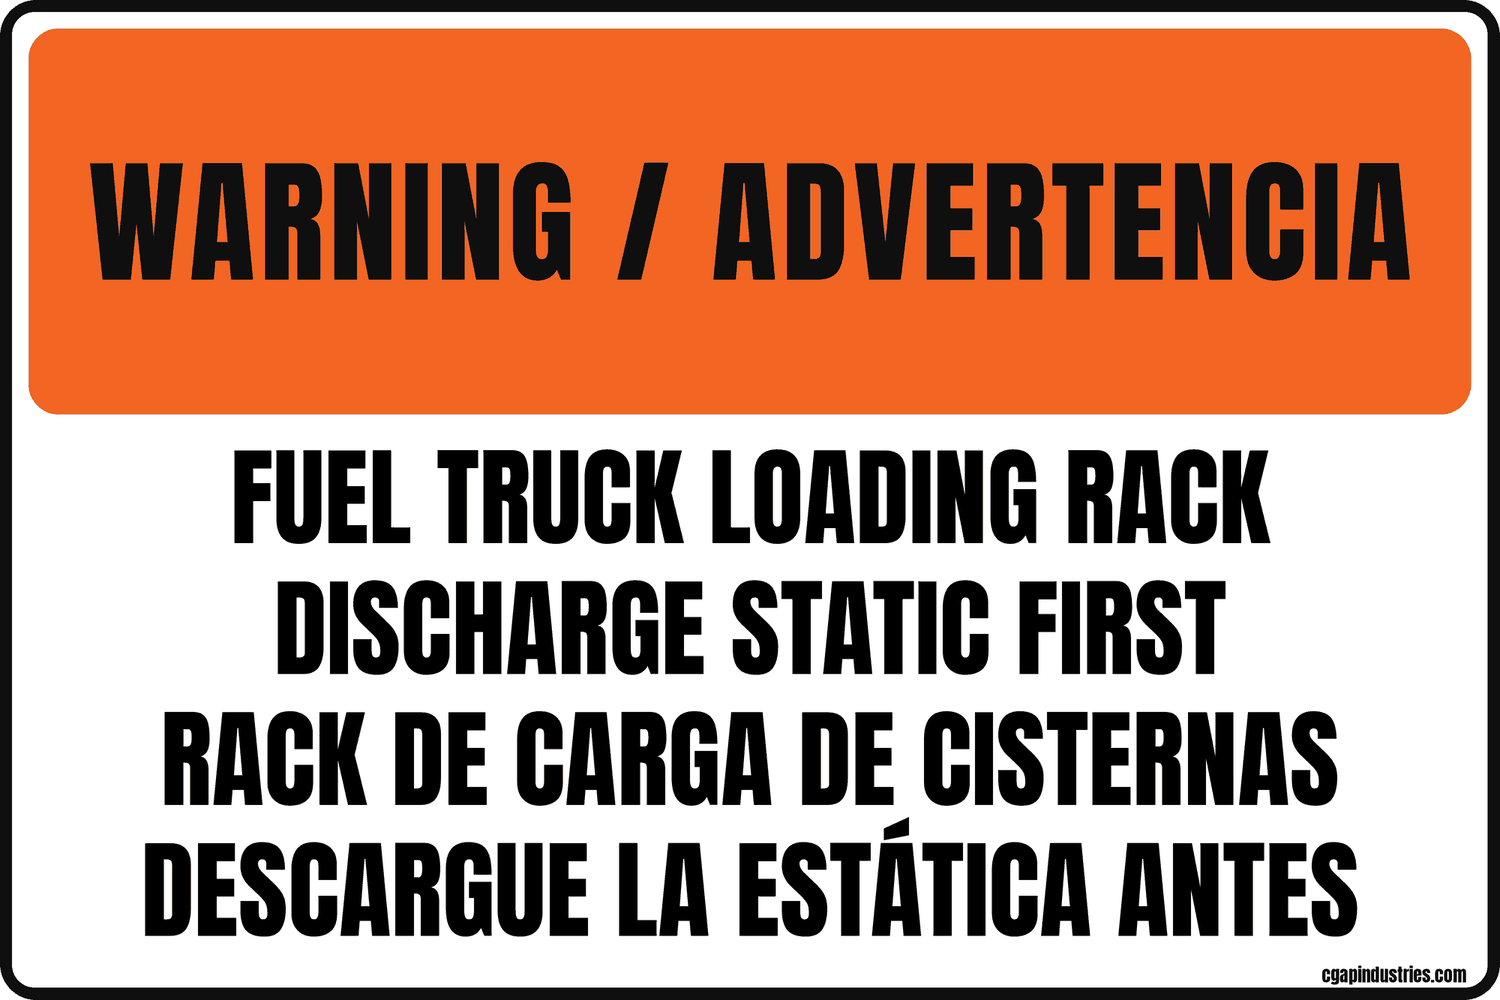 WARNING / ADVERTENCIA
FUEL TRUCK LOADING RACK
DISCHARGE STATIC FIRST
RACK DE CARGA DE CISTERNAS
DESCARGUE LA ESTÁTICA ANTES
cgapindustries.com